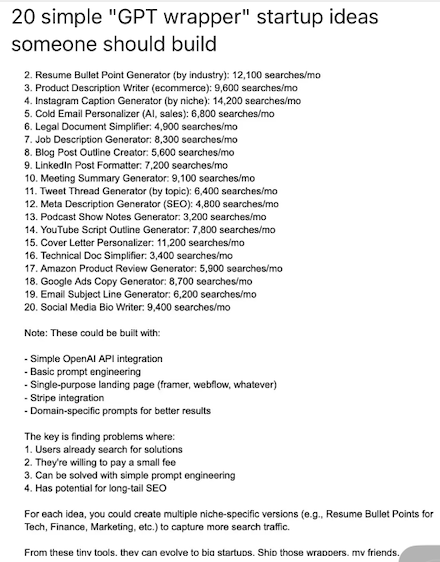 20 simple "GPT wrapper" startup ideas
someone should build
2. Resume Bullet Point Generator (by industry): 12,100 searches/mo
3. Product Description Writer (ecommerce): 9,600 searches/mo
4. Instagram Caption Generator (by niche): 14,200 searches/mo
5. Cold Email Personalizer (AI, sales): 6,800 searches/mo
6. Legal Document Simplifier: 4,900 searches/mo
7. Job Description Generator: 8,300 searches/mo
8. Blog Post Outline Creator: 5,600 searches/mo
9. LinkedIn Post Formatter: 7,200 searches/mo
10. Meeting Summary Generator: 9,100 searches/mo
11. Tweet Thread Generator (by topic): 6,400 searches/mo
12. Meta Description Generator (SEO): 4,800 searches/mo
13. Podcast Show Notes Generator: 3,200 searches/mo
14. YouTube Script Outline Generator: 7,800 searches/mo
15. Cover Letter Personalizer: 11,200 searches/mo
16. Technical Doc Simplifier: 3,400 searches/mo
17. Amazon Product Review Generator: 5,900 searches/mo
18. Google Ads Copy Generator: 8,700 searches/mo
19. Email Subject Line Generator: 6,200 searches/mo
20. Social Media Bio Writer: 9,400 searches/mo
Note: These could be built with:
- Simple OpenAI API integration
- Basic prompt engineering
- Single-purpose landing page (framer, webflow, whatever)
- Stripe integration
- Domain-specific prompts for better results
The key is finding problems where:
1. Users already search for solutions
2. They're willing to pay a small fee
3. Can be solved with simple prompt engineering
4. Has potential for long-tail SEO
For each idea, you could create multiple niche-specific versions (e.g., Resume Bullet Points for
Tech, Finance, Marketing, etc.) to capture more search traffic.
From these tiny tools, they can evolve to big startups. Ship those wrappers, my friends.